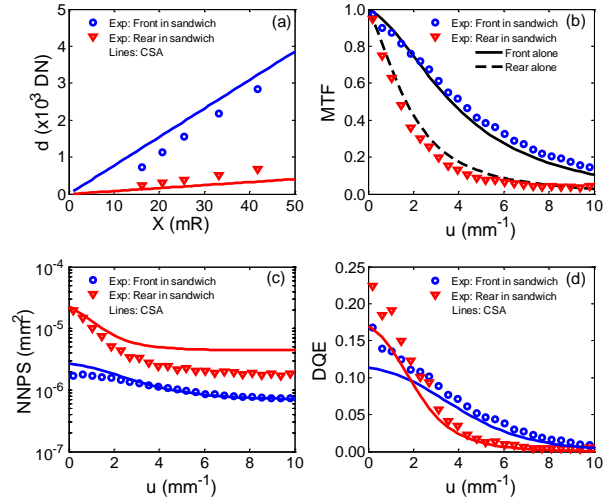 (a)
Exp: Front in sandwich
Exp: Rear in sandwich
Lines: CSA
d (x10³ DN)
5
4
3
2
1
0
0 10 20 30 40 50
X (mR)
(b)
Exp: Front in sandwich
Exp: Rear in sandwich
Front alone
Rear alone
MTF
1.0
0.8
0.6
0.4
0.2
0.0
0 2 4 6 8 10
u (mm⁻¹)
(c)
Exp: Front in sandwich
Exp: Rear in sandwich
Lines: CSA
NNPS (mm²)
10⁻⁴
10⁻⁵
10⁻⁶
10⁻⁷
0 2 4 6 8 10
u (mm⁻¹)
(d)
Exp: Front in sandwich
Exp: Rear in sandwich
Lines: CSA
DQE
0.25
0.20
0.15
0.10
0.05
0.00
0 2 4 6 8 10
u (mm⁻¹)